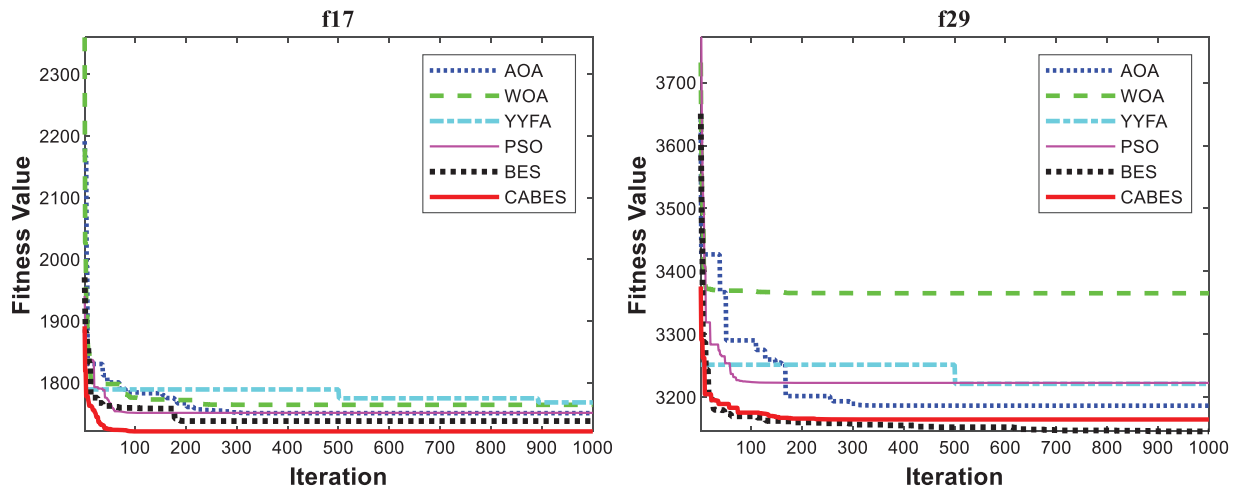 f17
Fitness Value
2300
2200
2100
2000
1900
1800
AOA
WOA
YYFA
PSO
BES
CABES
100 200 300 400 500 600 700 800 900 1000
Iteration
f29
Fitness Value
3700
3600
3500
3400
3300
3200
AOA
WOA
YYFA
PSO
BES
CABES
100 200 300 400 500 600 700 800 900 1000
Iteration